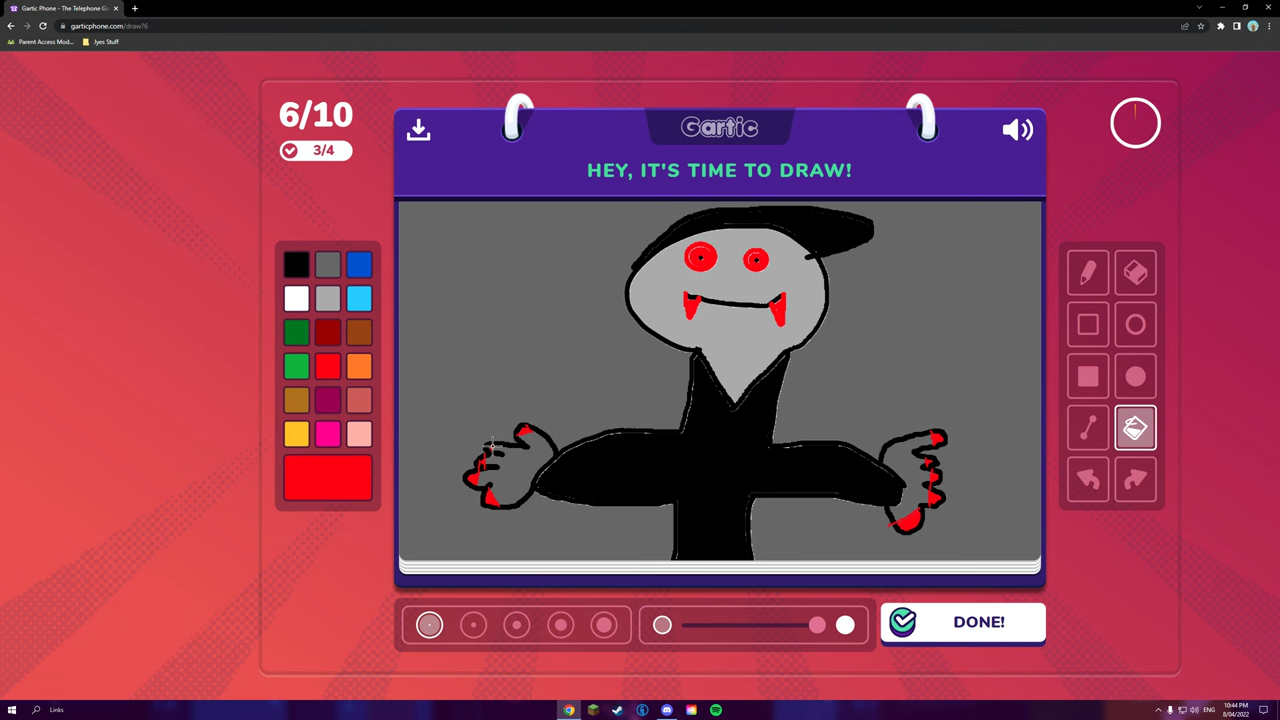 Gartic Phone - The Telephone Ga
garticphone.com/draw?6
Parent Access Mod...
Jyes Stuff
6/10
3/4
Gartic
HEY, IT'S TIME TO DRAW!
DONE!
Links
ENG
10:44 PM
8/04/2022